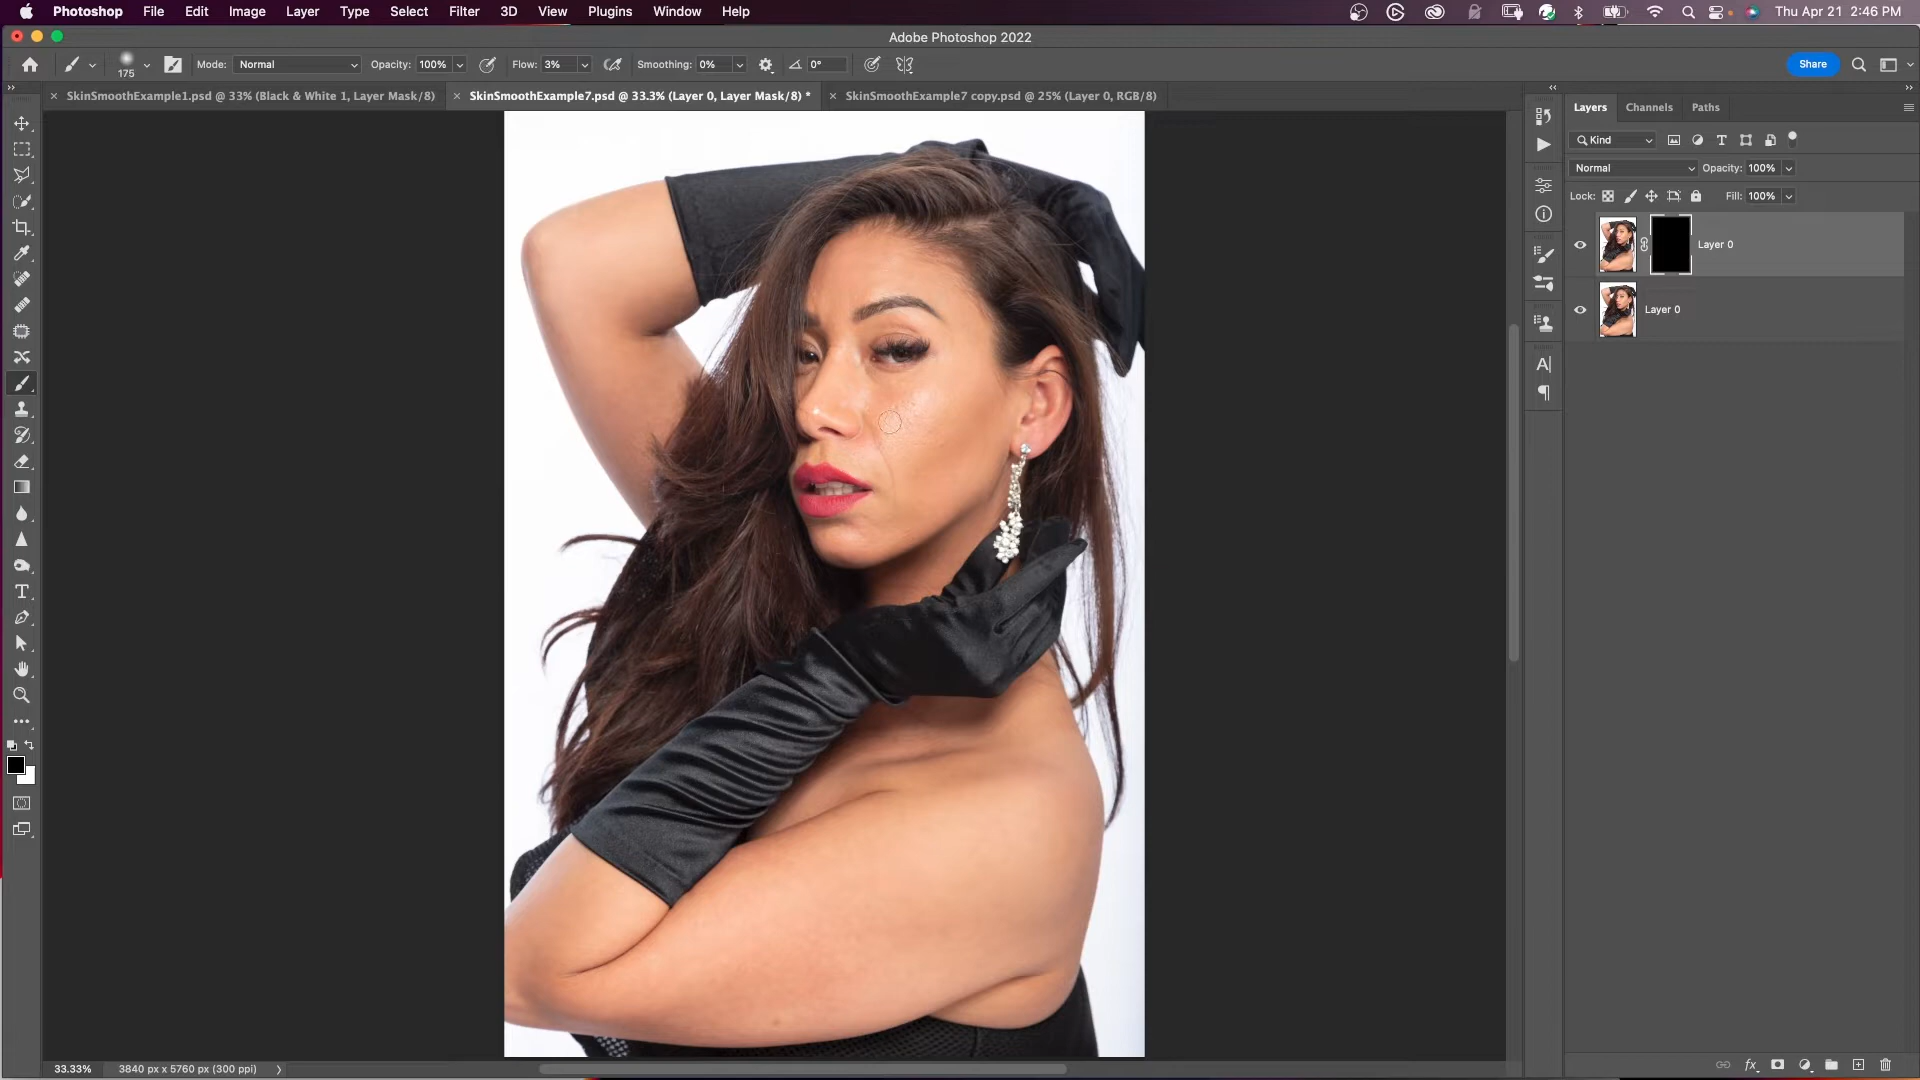 Photoshop File Edit Image Layer Type Select Filter 3D View Plugins Window Help Thu Apr 21 2:46 PM
Adobe Photoshop 2022
175 Mode: Normal Opacity: 100% Flow: 3% Smoothing: 0% 0° Share
SkinSmoothExample1.psd @ 33% (Black & White 1, Layer Mask/8) SkinSmoothExample7.psd @ 33.3% (Layer 0, Layer Mask/8) * SkinSmoothExample7 copy.psd @ 25% (Layer 0, RGB/8)
Layers Channels Paths
Kind
Normal Opacity: 100%
Lock: Fill: 100%
Layer 0
Layer 0
33.33% 3840 px x 5760 px (300 ppi)